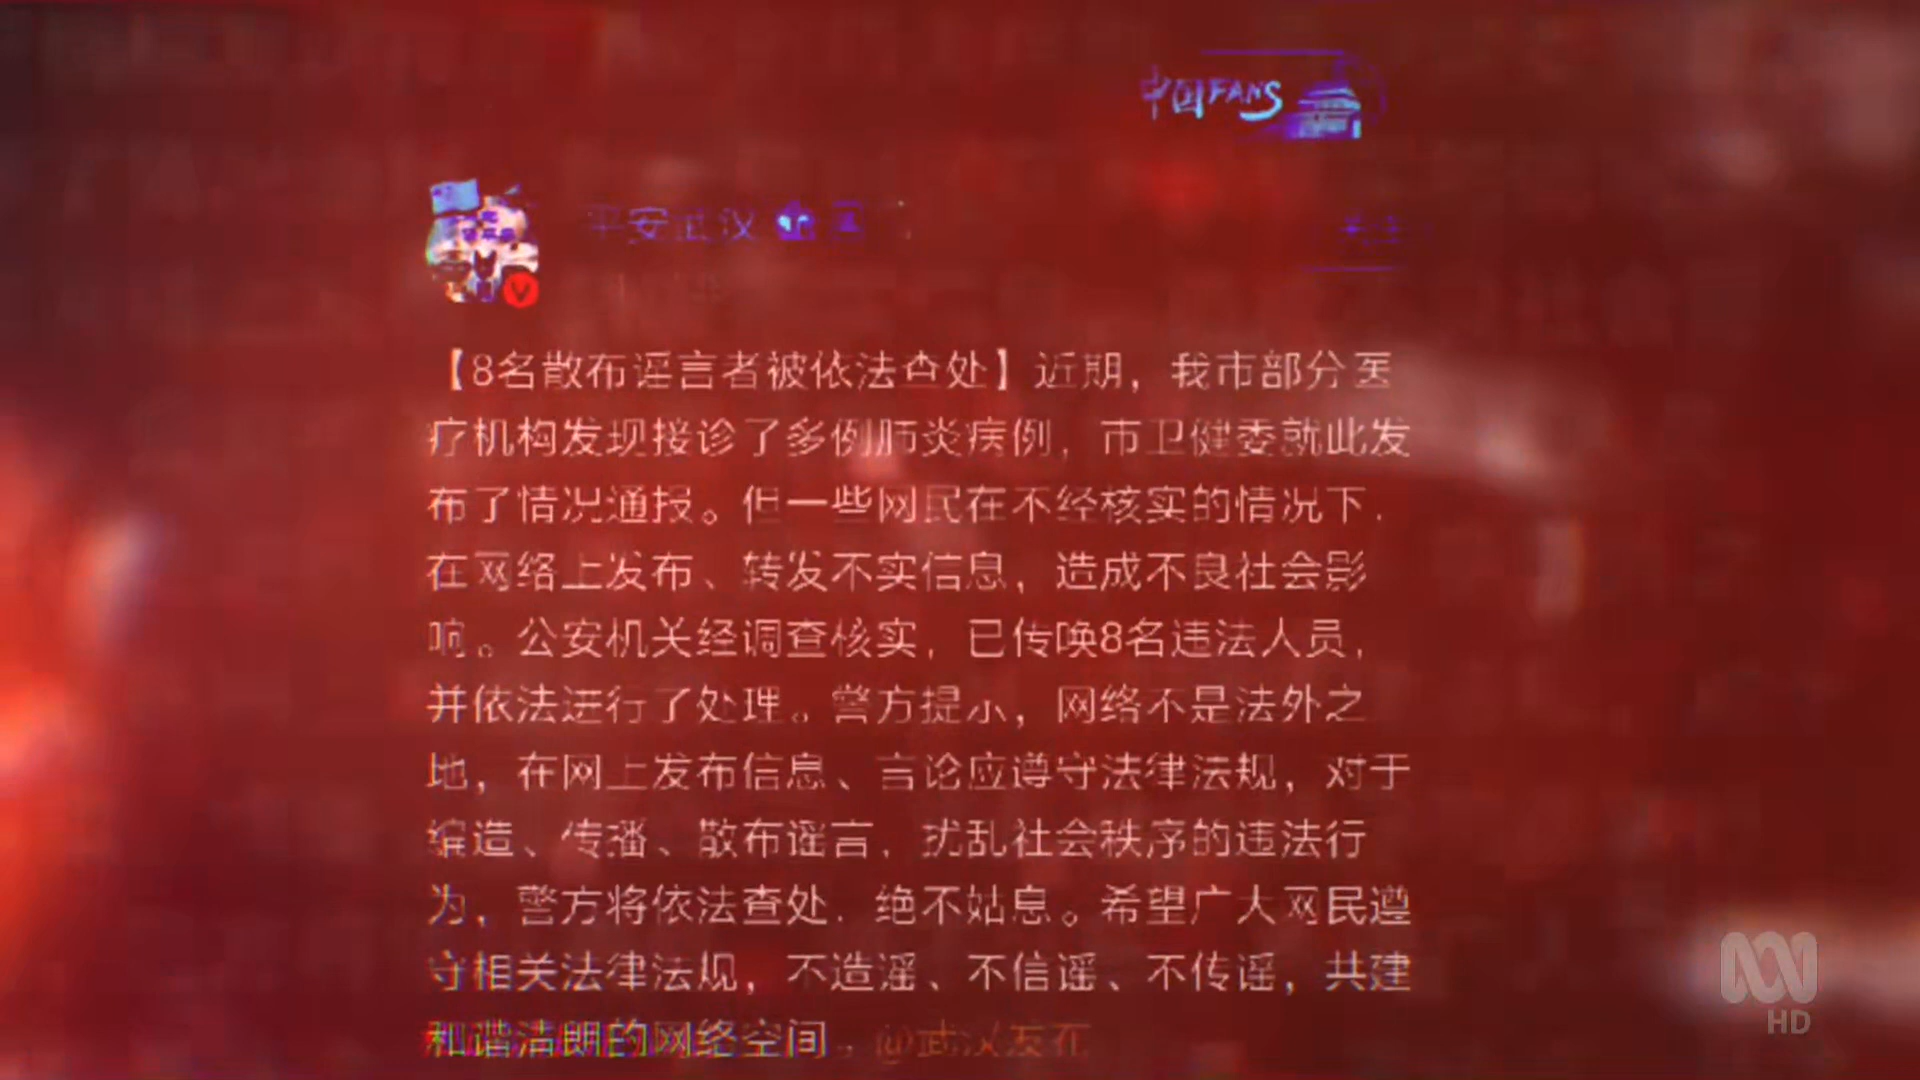 中国FANS
平安武汉
关注
【8名散布谣言者被依法查处】近期，我市部分医
疗机构发现接诊了多例肺炎病例，市卫健委就此发
布了情况通报。但一些网民在不经核实的情况下，
在网络上发布、转发不实信息，造成不良社会影
响。公安机关经调查核实，已传唤8名违法人员，
并依法进行了处理。警方提示，网络不是法外之
地，在网上发布信息、言论应遵守法律法规，对于
编造、传播、散布谣言，扰乱社会秩序的违法行
为，警方将依法查处，绝不姑息。希望广大网民遵
守相关法律法规，不造谣、不信谣、不传谣，共建
和谐清朗的网络空间。@武汉发布
HD